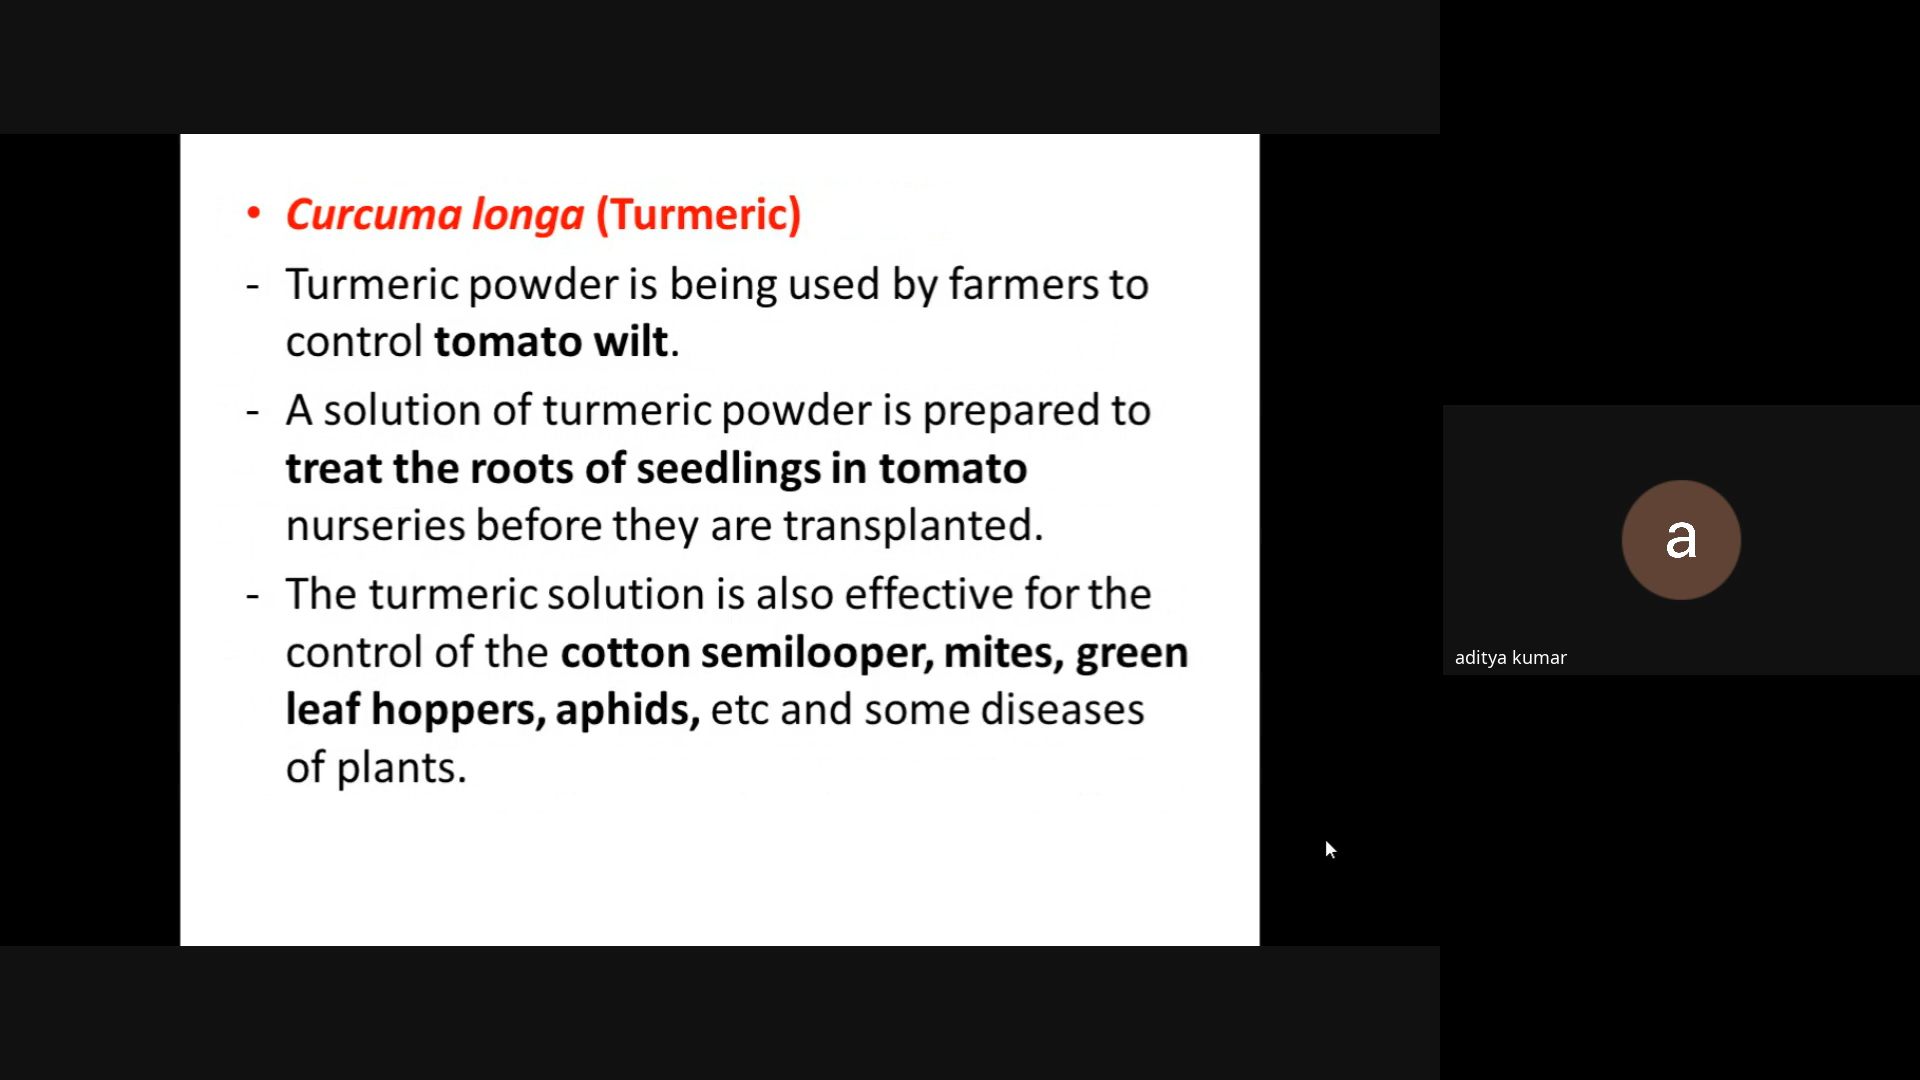 • Curcuma longa (Turmeric)
- Turmeric powder is being used by farmers to
control tomato wilt.
- A solution of turmeric powder is prepared to
treat the roots of seedlings in tomato
nurseries before they are transplanted.
- The turmeric solution is also effective for the
control of the cotton semilooper, mites, green
leaf hoppers, aphids, etc and some diseases
of plants.
a
aditya kumar